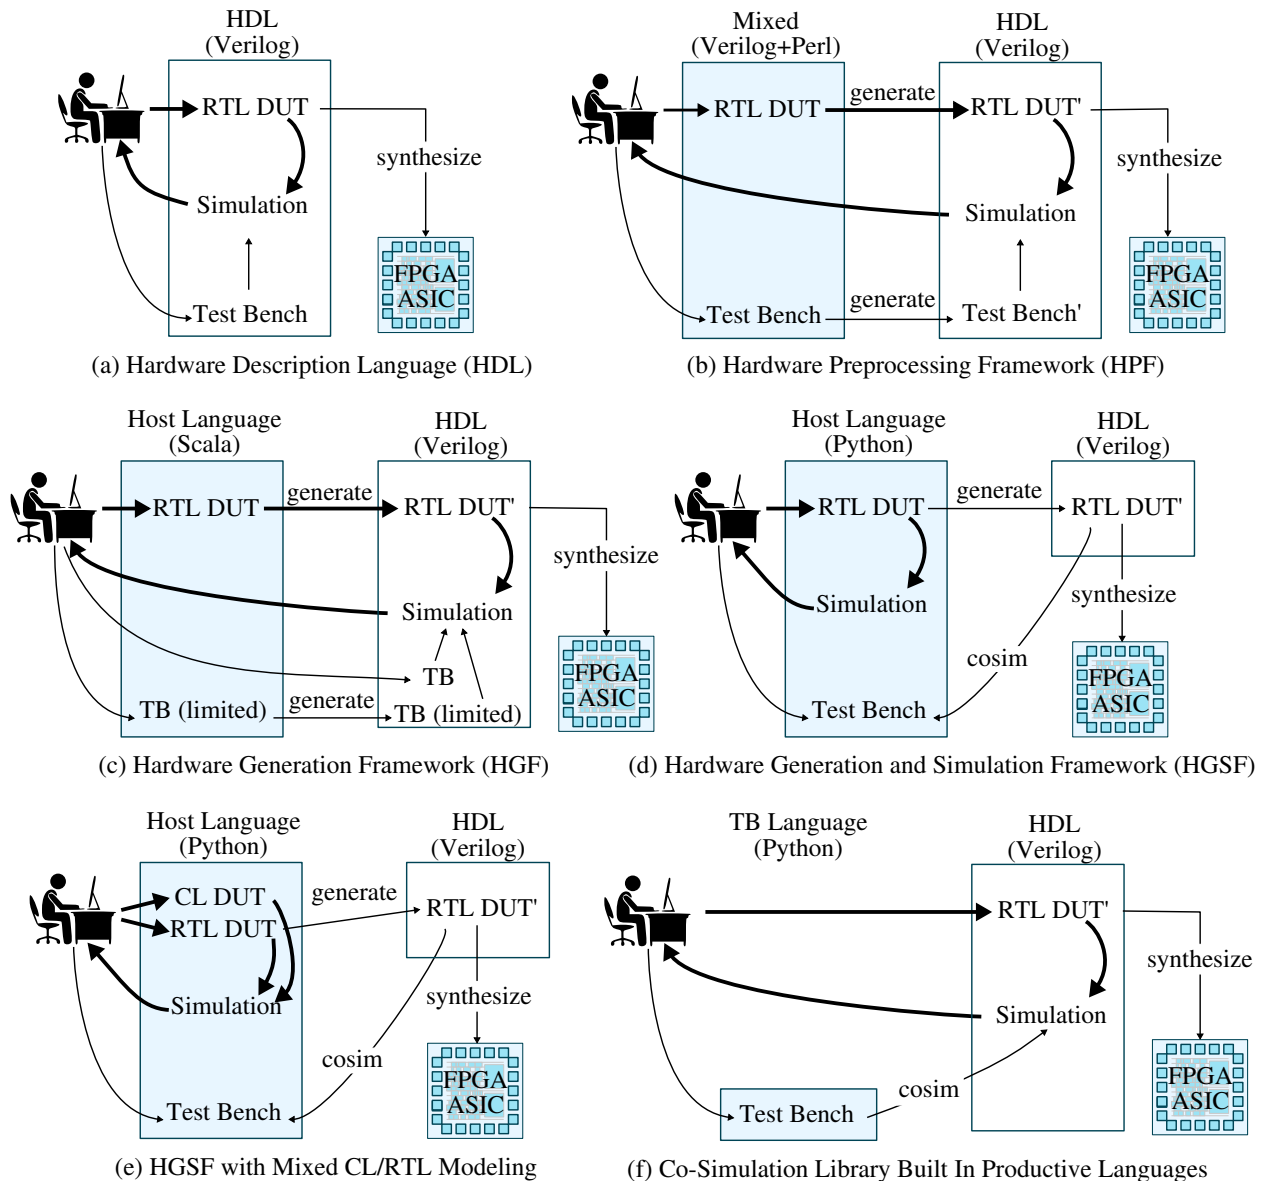 HDL
(Verilog)
RTL DUT
synthesize
Simulation
FPGA
ASIC
Test Bench
(a) Hardware Description Language (HDL)
Mixed
(Verilog+Perl)
HDL
(Verilog)
RTL DUT
generate
RTL DUT'
synthesize
Simulation
FPGA
ASIC
Test Bench
generate
Test Bench'
(b) Hardware Preprocessing Framework (HPF)
Host Language
(Scala)
HDL
(Verilog)
RTL DUT
generate
RTL DUT'
synthesize
Simulation
TB
FPGA
ASIC
TB (limited)
generate
TB (limited)
(c) Hardware Generation Framework (HGF)
Host Language
(Python)
HDL
(Verilog)
RTL DUT
generate
RTL DUT'
Simulation
synthesize
cosim
FPGA
ASIC
Test Bench
(d) Hardware Generation and Simulation Framework (HGSF)
Host Language
(Python)
HDL
(Verilog)
CL DUT
generate
RTL DUT
RTL DUT'
Simulation
synthesize
cosim
FPGA
ASIC
Test Bench
(e) HGSF with Mixed CL/RTL Modeling
TB Language
(Python)
HDL
(Verilog)
RTL DUT'
synthesize
Simulation
FPGA
ASIC
cosim
Test Bench
(f) Co-Simulation Library Built In Productive Languages